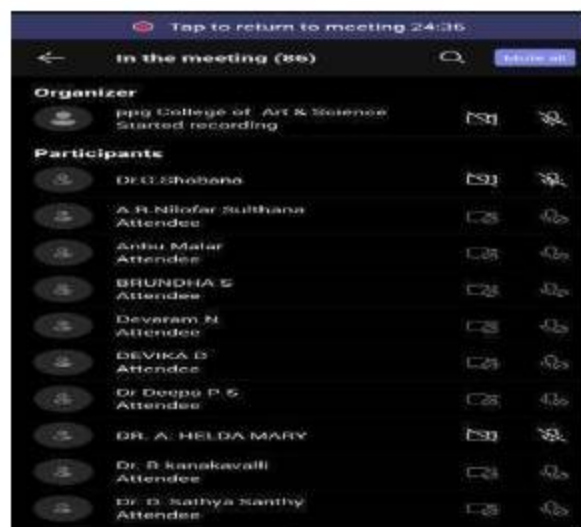 Tap to return to meeting 24:36
In the meeting (86)
Mute all
Organizer
ppg College of Art & Science
Started recording
Participants
Dr.G.Shobana
A.R.Nilofar Sulthana
Attendee
Anbu Malar
Attendee
BRUNDHA S
Attendee
Devaram N
Attendee
DEVIKA D
Attendee
Dr Deepa P S
Attendee
DR. A. HELDA MARY
Dr. B kanakavalli
Attendee
Dr. D. Sathya Santhy
Attendee